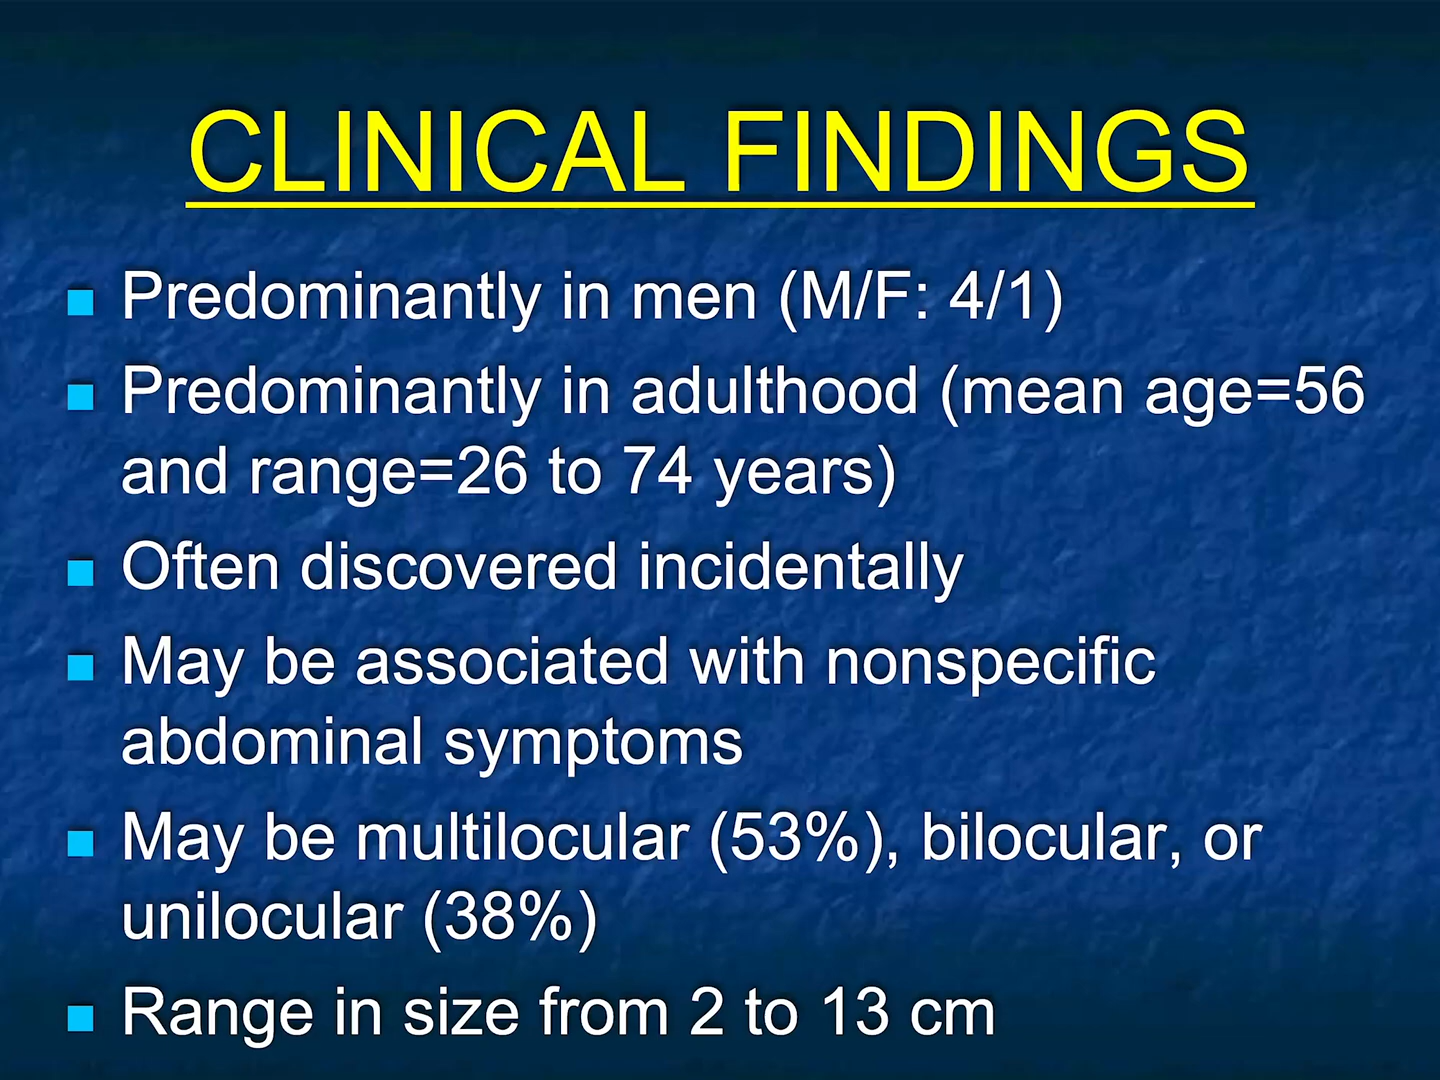 CLINICAL FINDINGS
Predominantly in men (M/F: 4/1)
Predominantly in adulthood (mean age=56
and range=26 to 74 years)
Often discovered incidentally
May be associated with nonspecific
abdominal symptoms
May be multilocular (53%), bilocular, or
unilocular (38%)
Range in size from 2 to 13 cm